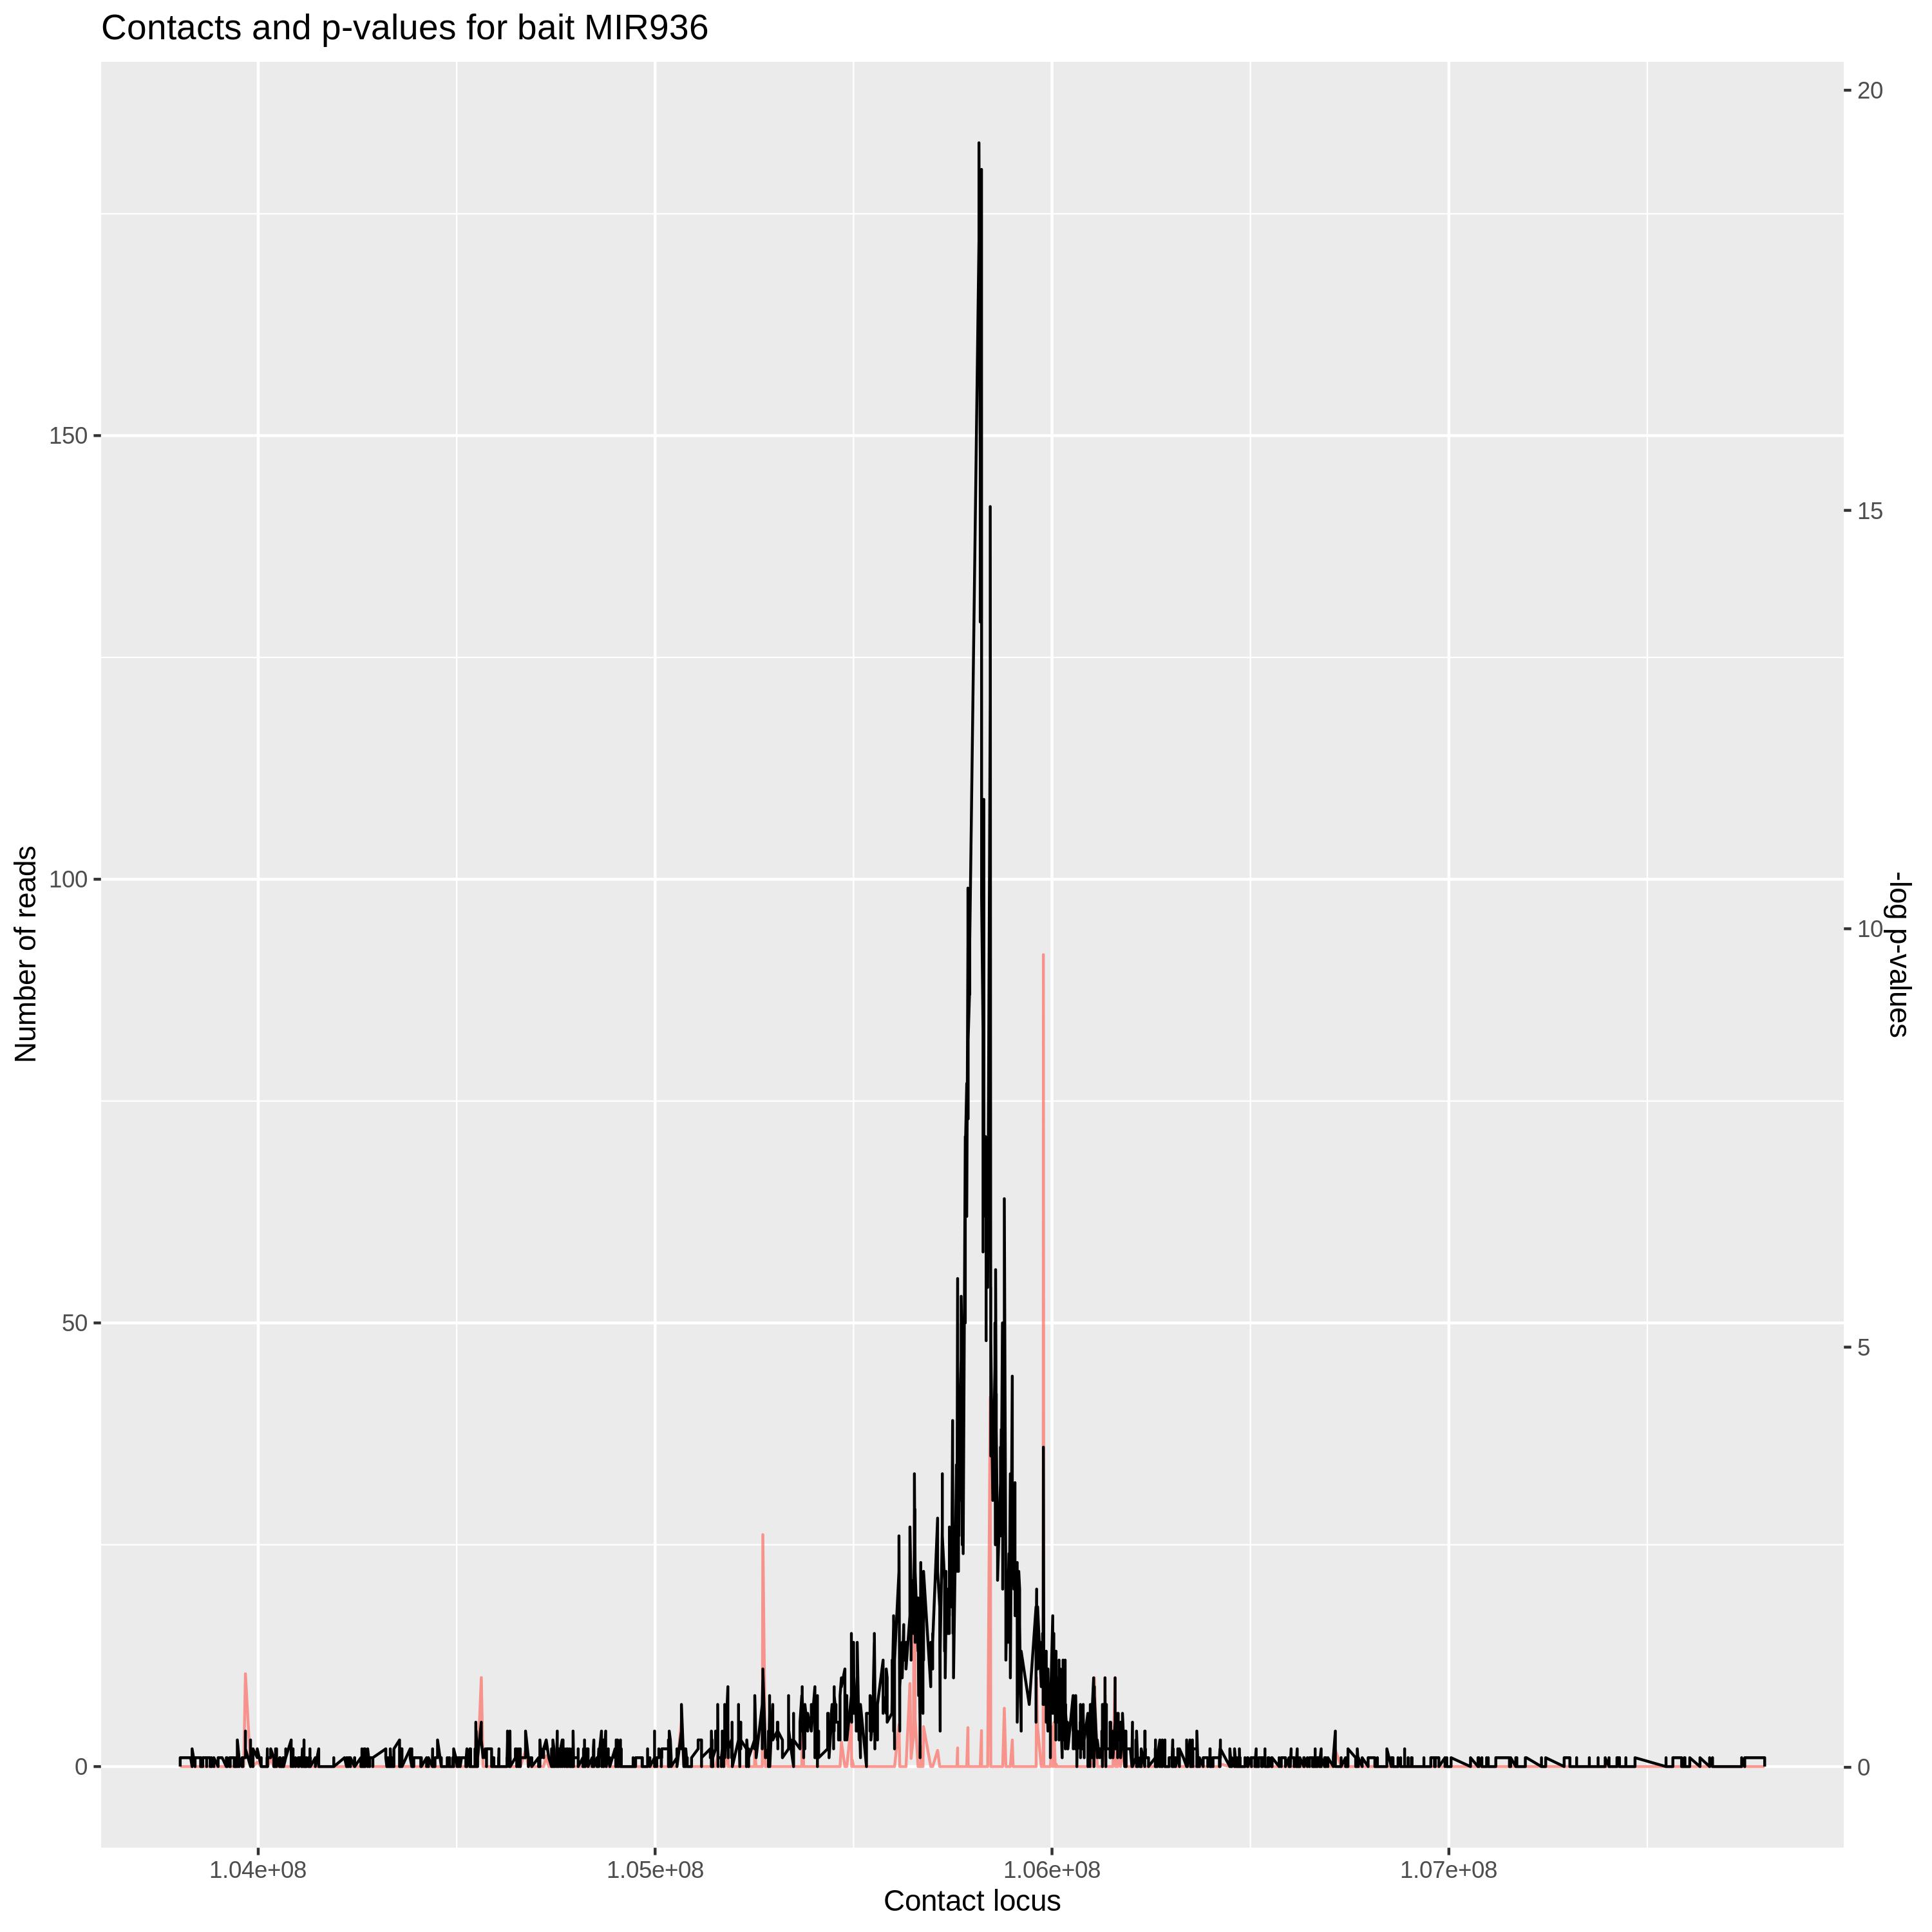 Contacts and p-values for bait MIR936
Number of reads
150
100
50
0
20
15
10
5
0
-log p-values
1.04e+08
1.05e+08
1.06e+08
1.07e+08
Contact locus